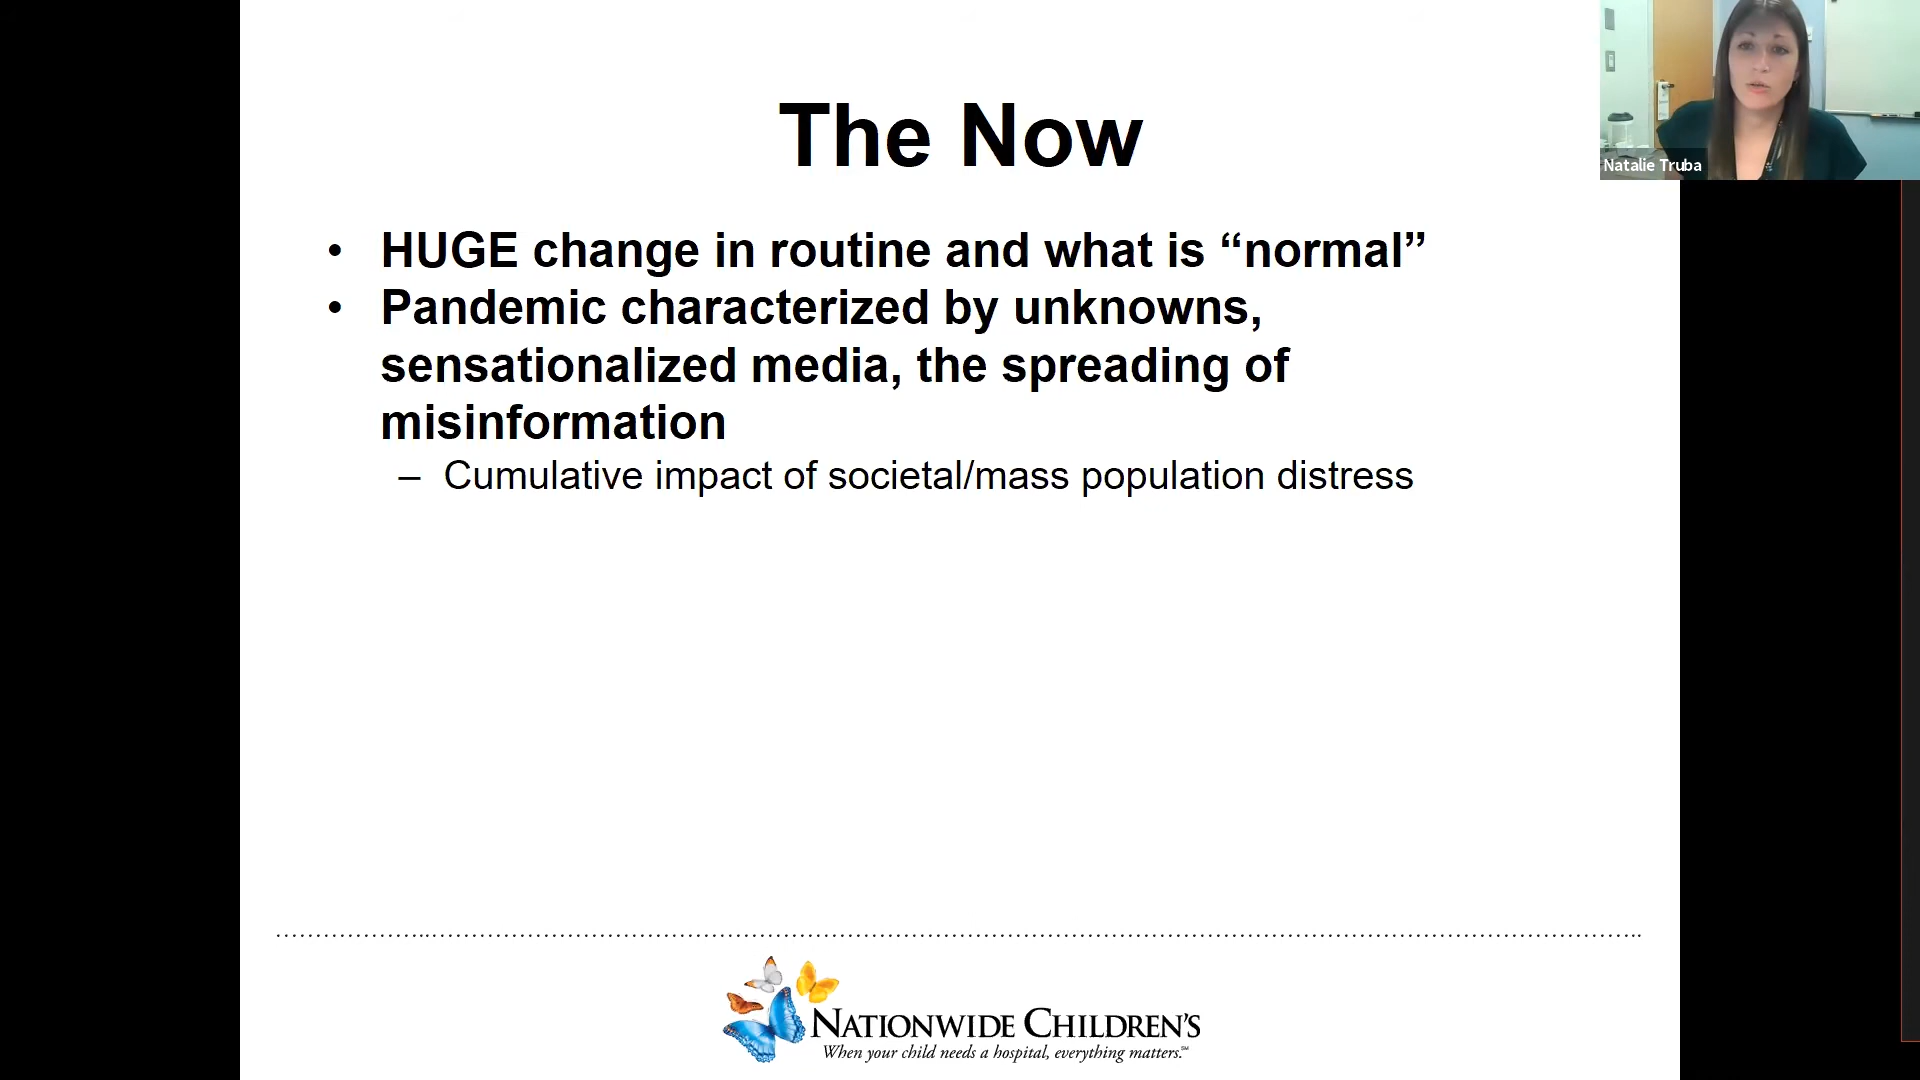 The Now
Natalie Truba
• HUGE change in routine and what is “normal”
• Pandemic characterized by unknowns,
sensationalized media, the spreading of
misinformation
– Cumulative impact of societal/mass population distress
NATIONWIDE CHILDREN'S
When your child needs a hospital, everything matters.℠